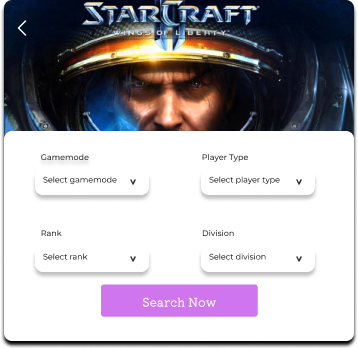 STARCRAFT
WINGS OF LIBERTY
Gamemode
Player Type
Select gamemode
Select player type
Rank
Division
Select rank
Select division
Search Now